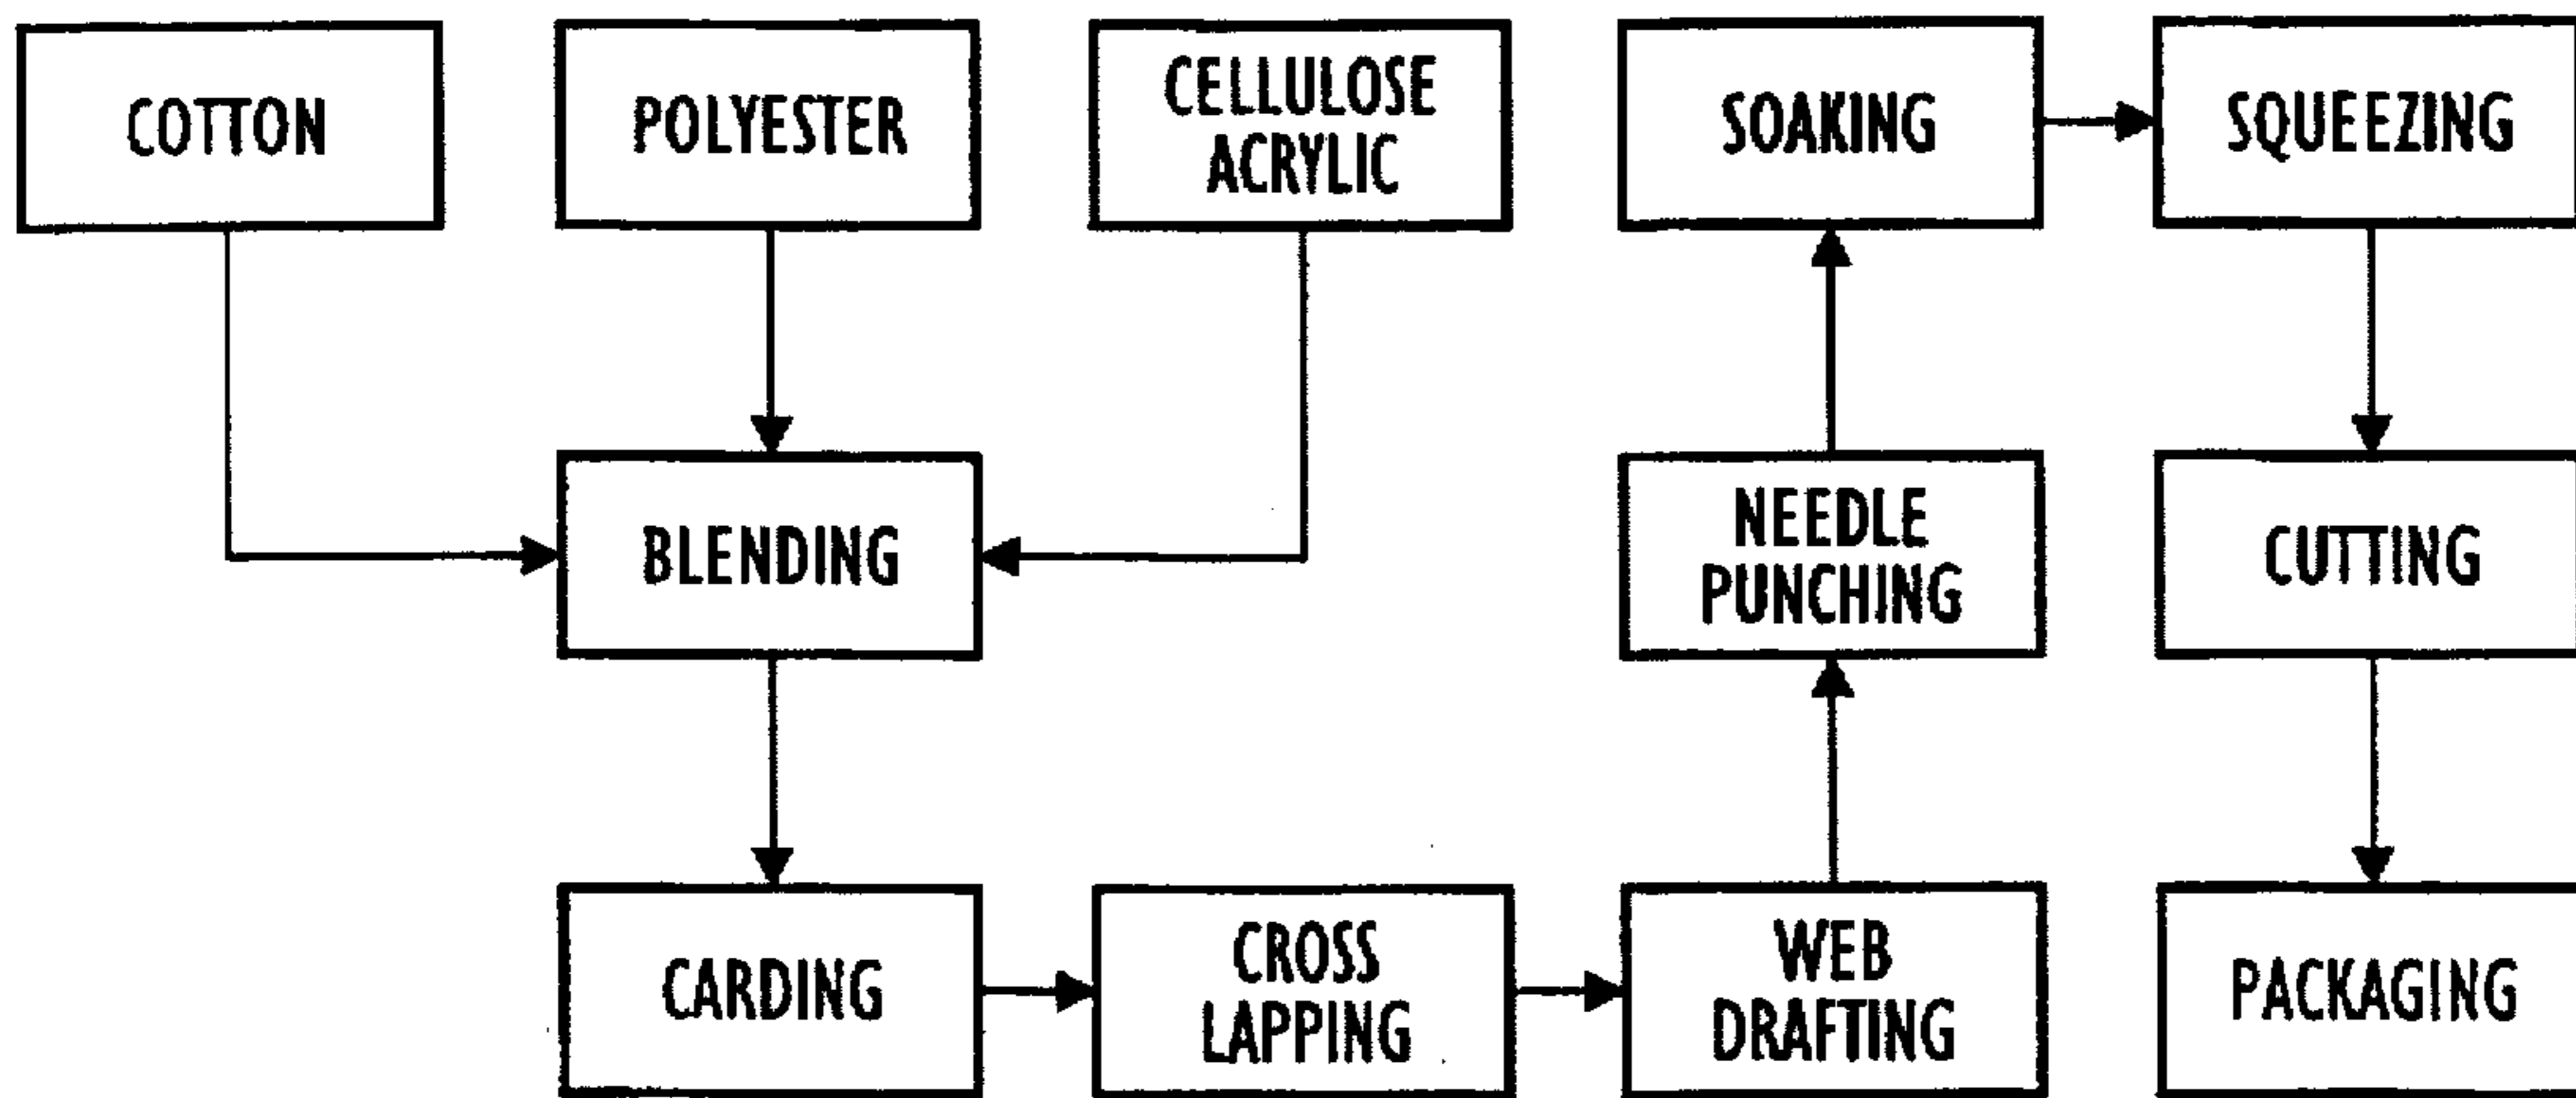 COTTON
POLYESTER
CELLULOSE
ACRYLIC
SOAKING
SQUEEZING
BLENDING
NEEDLE
PUNCHING
CUTTING
CARDING
CROSS
LAPPING
WEB
DRAFTING
PACKAGING